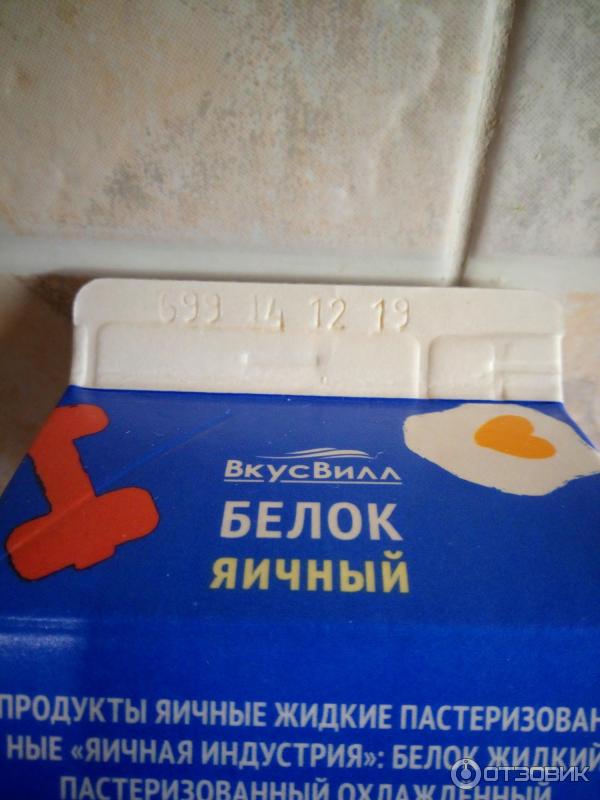 699 14 12 19
ВкусВилл
БЕЛОК
ЯИЧНЫЙ
ПРОДУКТЫ ЯИЧНЫЕ ЖИДКИЕ ПАСТЕРИЗОВАН
НЫЕ «ЯИЧНАЯ ИНДУСТРИЯ»: БЕЛОК ЖИДКИЙ
ПАСТЕРИЗОВАННЫЙ ОХЛАЖДЕННЫЙ
ОТЗОВИК